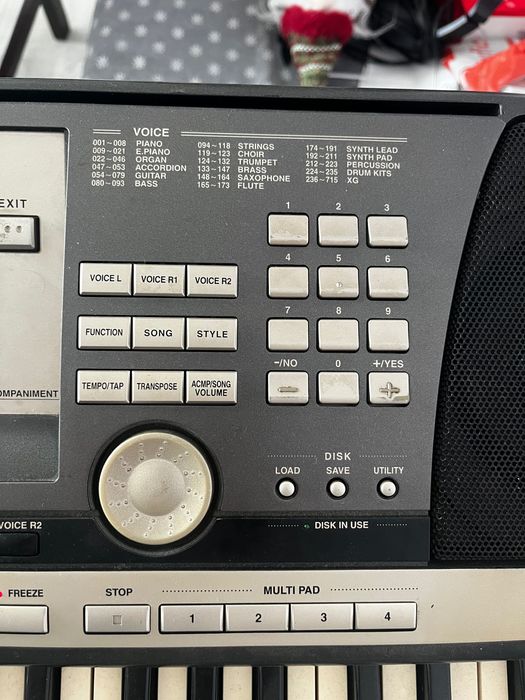 VOICE
001~008 PIANO
009~021 E.PIANO
022~046 ORGAN
047~053 ACCORDION
054~079 GUITAR
080~093 BASS
094~118 STRINGS
119~123 CHOIR
124~132 TRUMPET
133~147 BRASS
148~164 SAXOPHONE
165~173 FLUTE
174~191 SYNTH LEAD
192~211 SYNTH PAD
212~223 PERCUSSION
224~235 DRUM KITS
236~715 XG
EXIT
1 2 3
VOICE L VOICE R1 VOICE R2
4 5 6
FUNCTION SONG STYLE
7 8 9
TEMPO/TAP TRANSPOSE ACMP/SONG
VOLUME
-/NO 0 +/YES
- +
COMPANIMENT
DISK
LOAD SAVE UTILITY
DISK IN USE
VOICE R2
FREEZE STOP MULTI PAD
1 2 3 4